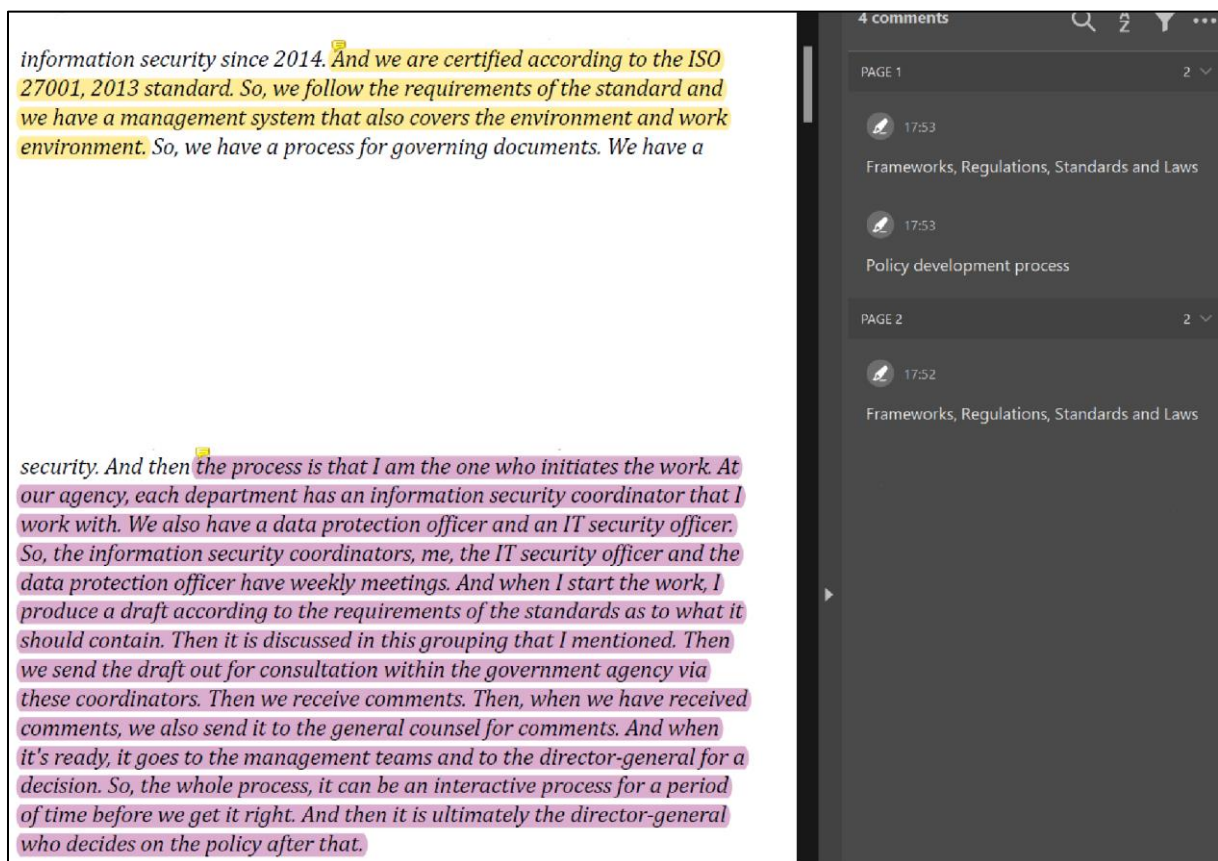 information security since 2014. And we are certified according to the ISO
27001, 2013 standard. So, we follow the requirements of the standard and
we have a management system that also covers the environment and work
environment. So, we have a process for governing documents. We have a
security. And then the process is that I am the one who initiates the work. At
our agency, each department has an information security coordinator that I
work with. We also have a data protection officer and an IT security officer.
So, the information security coordinators, me, the IT security officer and the
data protection officer have weekly meetings. And when I start the work, I
produce a draft according to the requirements of the standards as to what it
should contain. Then it is discussed in this grouping that I mentioned. Then
we send the draft out for consultation within the government agency via
these coordinators. Then we receive comments. Then, when we have received
comments, we also send it to the general counsel for comments. And when
it's ready, it goes to the management teams and to the director-general for a
decision. So, the whole process, it can be an interactive process for a period
of time before we get it right. And then it is ultimately the director-general
who decides on the policy after that.
4 comments
PAGE 1 2
17:53
Frameworks, Regulations, Standards and Laws
17:53
Policy development process
PAGE 2 2
17:52
Frameworks, Regulations, Standards and Laws